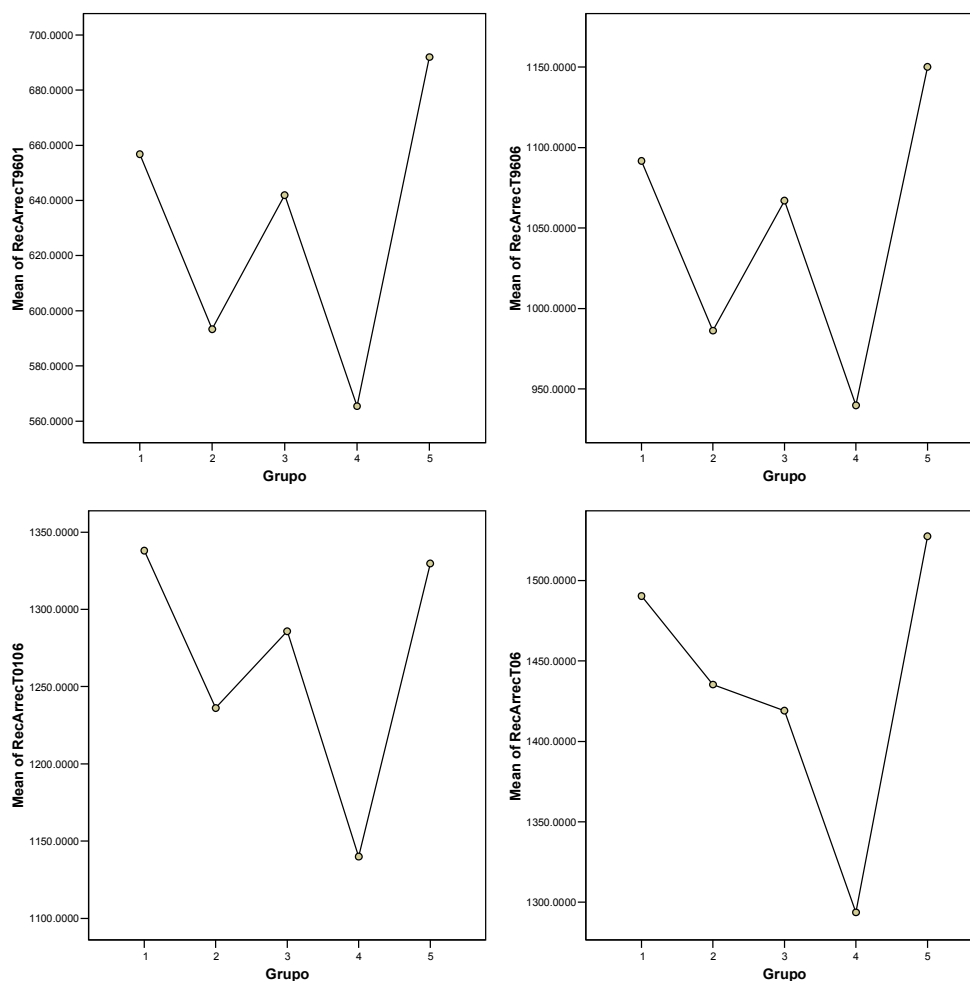 700.0000
680.0000
660.0000
640.0000
620.0000
600.0000
580.0000
560.0000
Mean of RecArrecT9601
1 2 3 4 5
Grupo
1150.0000
1100.0000
1050.0000
1000.0000
950.0000
Mean of RecArrecT9606
1 2 3 4 5
Grupo
1350.0000
1300.0000
1250.0000
1200.0000
1150.0000
1100.0000
Mean of RecArrecT0106
1 2 3 4 5
Grupo
1500.0000
1450.0000
1400.0000
1350.0000
1300.0000
Mean of RecArrecT06
1 2 3 4 5
Grupo